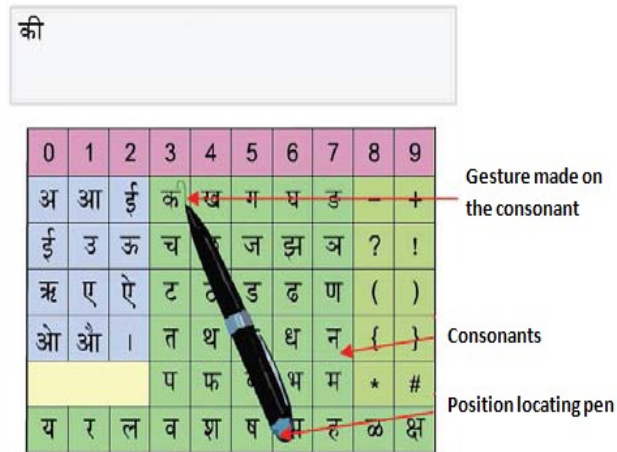 की
0 1 2 3 4 5 6 7 8 9
अ आ ई क ख ग घ ङ - +
ई उ ऊ च ज झ ञ ? !
ऋ ए ऐ ट ठ ड ढ ण ( )
ओ औ । त थ ध न { }
प फ भ म * #
य र ल व श ष ह ळ क्ष
Gesture made on
the consonant
Consonants
Position locating pen